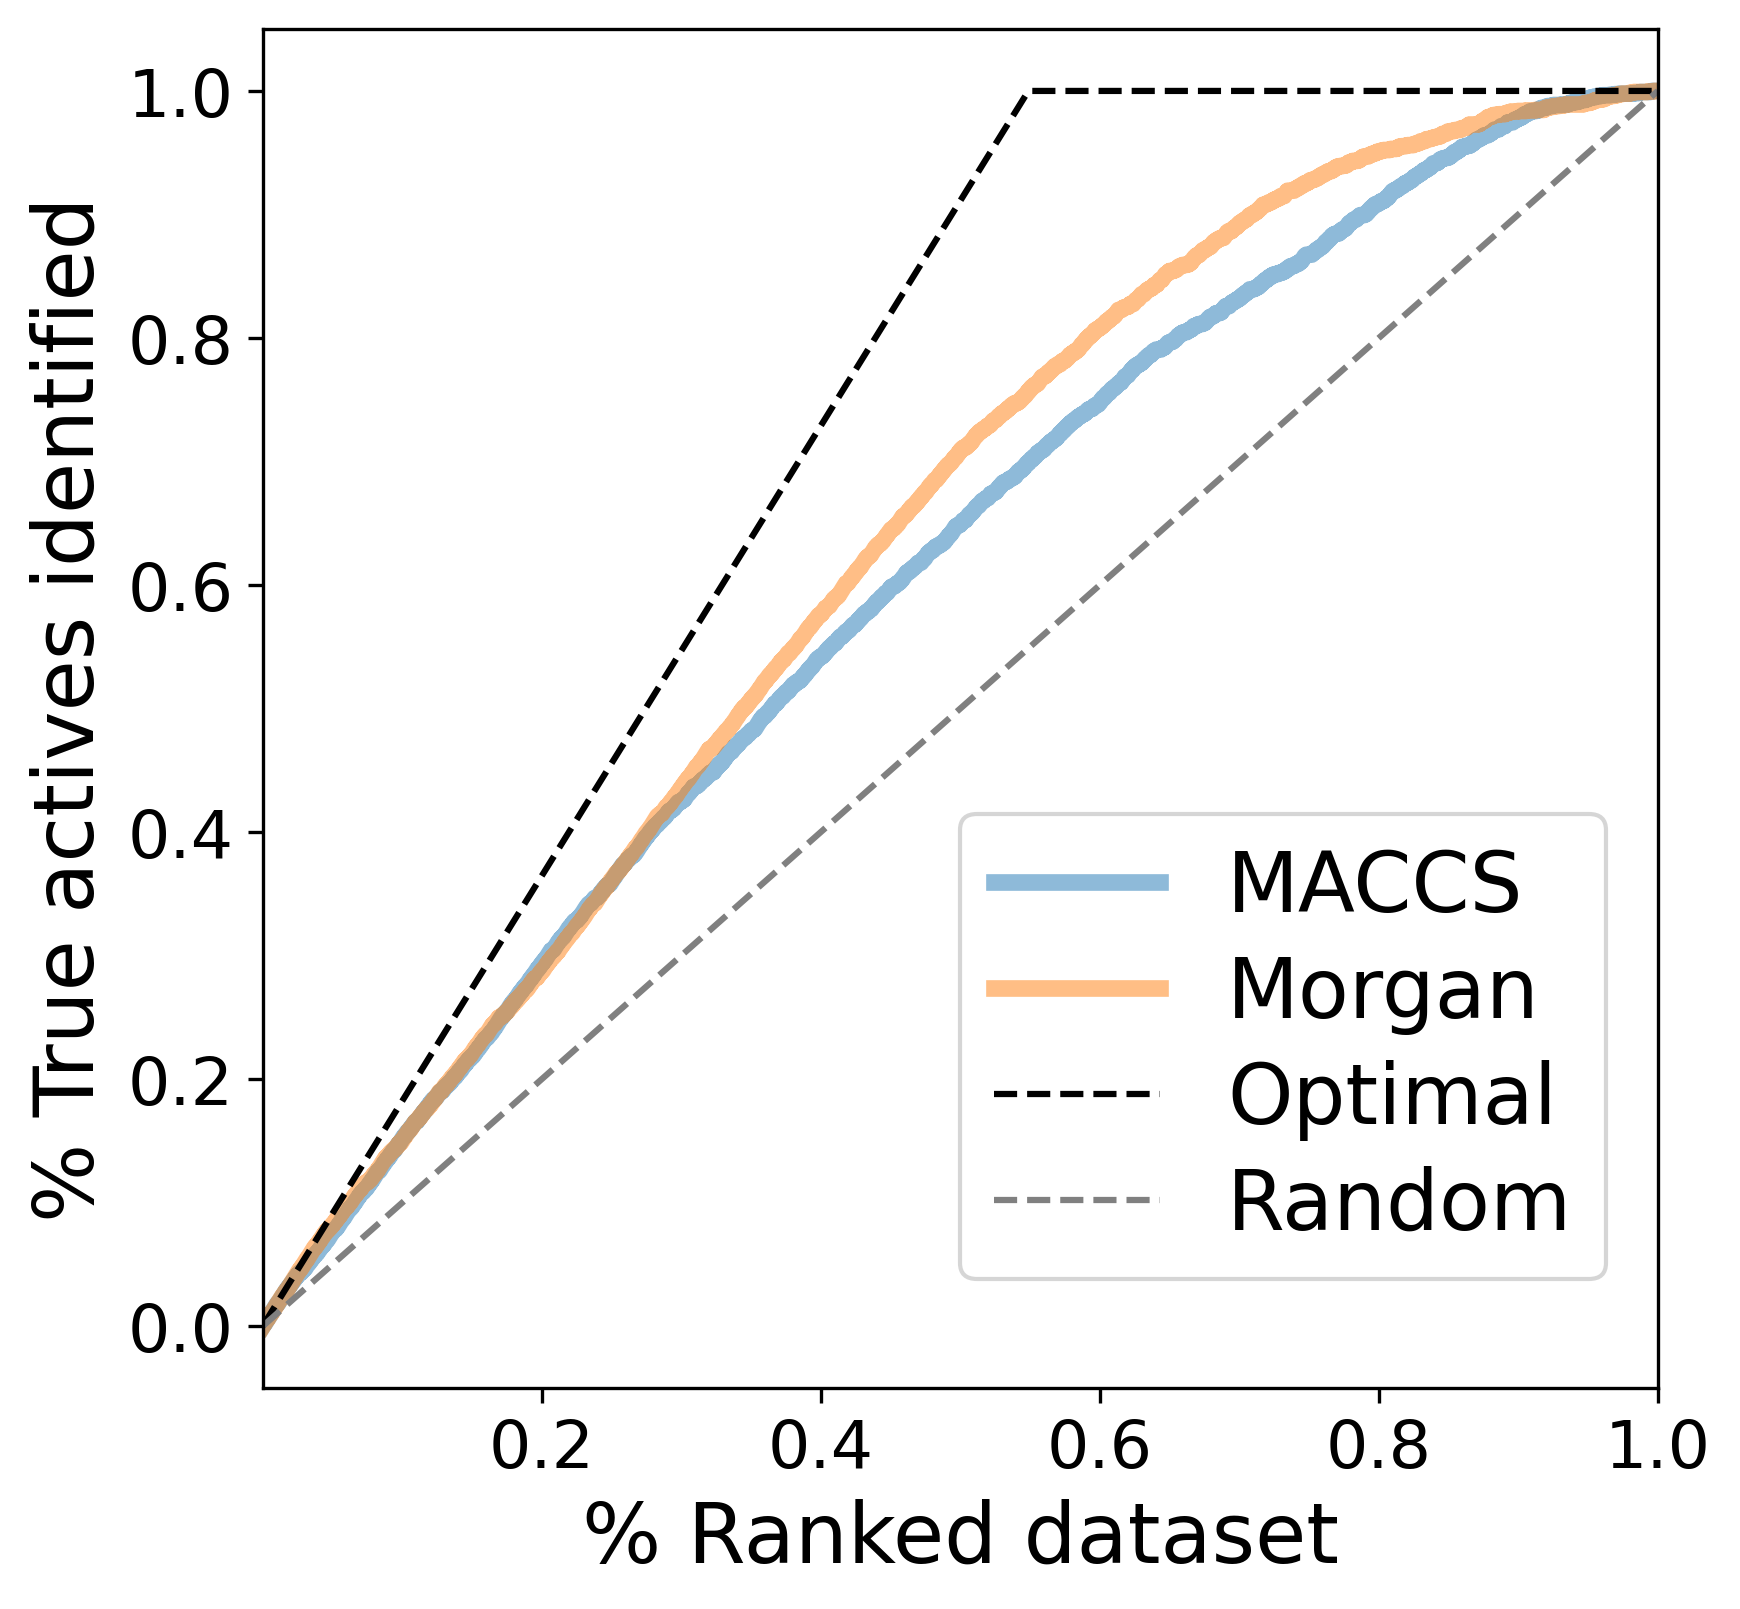 % True actives identified
1.0
0.8
0.6
0.4
0.2
0.0
MACCS
Morgan
Optimal
Random
0.2 0.4 0.6 0.8 1.0
% Ranked dataset